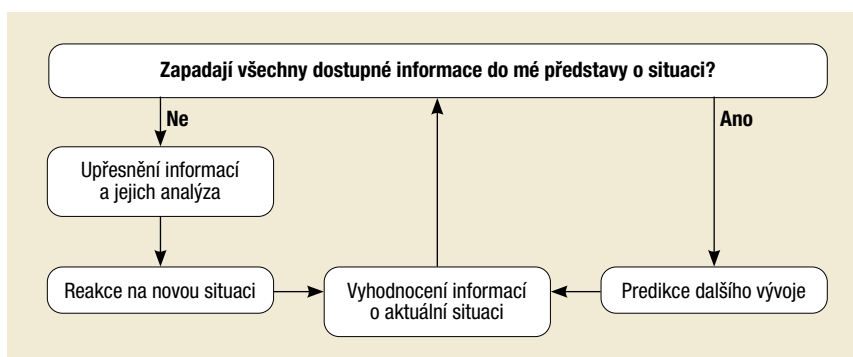 Zapadají všechny dostupné informace do mé představy o situaci?
Ne
Ano
Upřesnění informací
a jejich analýza
Reakce na novou situaci
Vyhodnocení informací
o aktuální situaci
Predikce dalšího vývoje